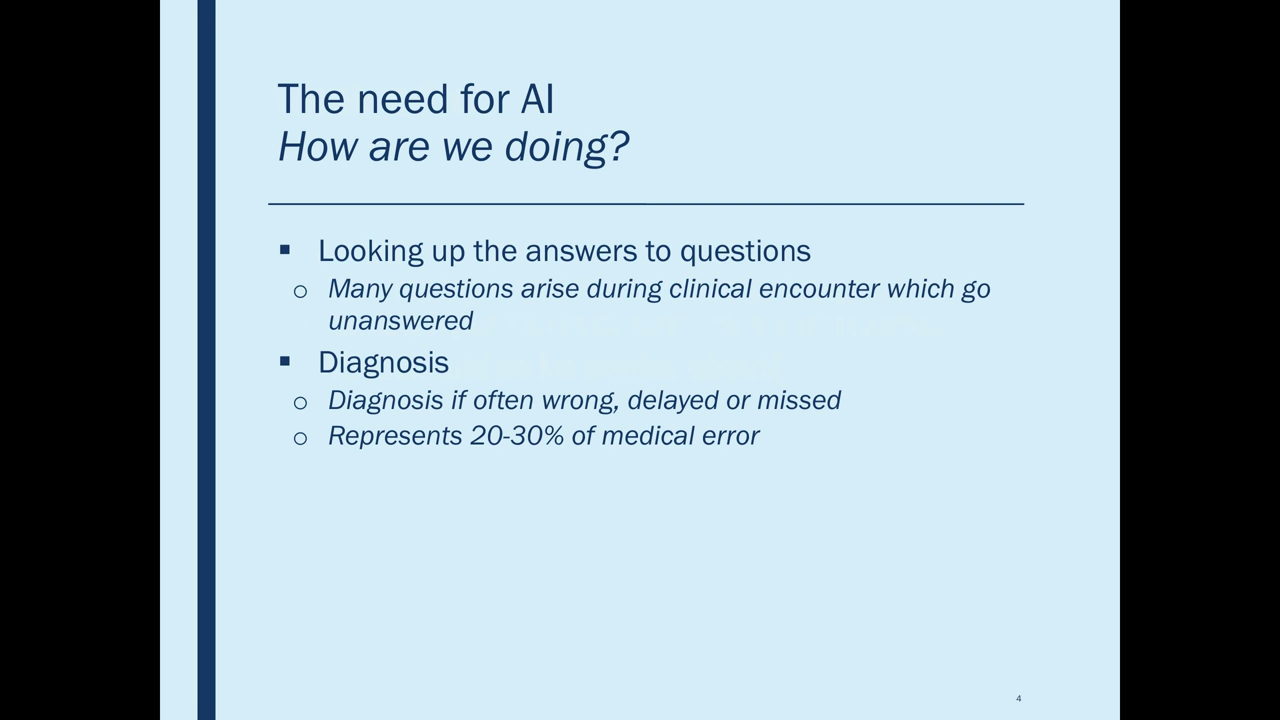 The need for AI
How are we doing?
▪ Looking up the answers to questions
o Many questions arise during clinical encounter which go
unanswered
▪ Diagnosis
o Diagnosis if often wrong, delayed or missed
o Represents 20-30% of medical error
4